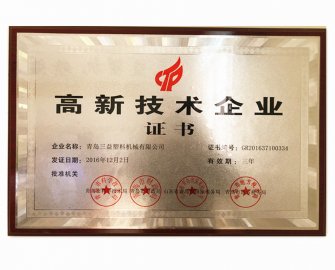 高新技术企业
证书
企业名称：青岛三益塑料机械有限公司 证书编号：GR201637100334
发证日期：2016年12月2日 有效期：三年
批准机关